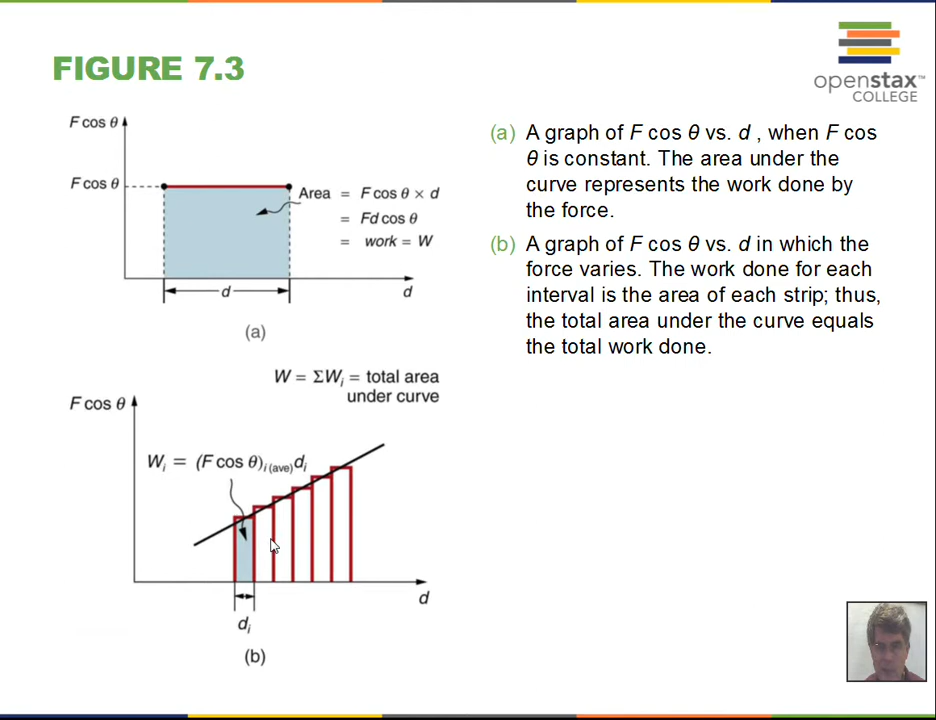 FIGURE 7.3
openstax™
COLLEGE
F cos θ
F cos θ
Area = F cos θ × d
= Fd cos θ
= work = W
d
d
(a)
W = ΣWᵢ = total area
under curve
F cos θ
Wᵢ = (F cos θ)ᵢ₍ₐᵥₑ₎dᵢ
d
dᵢ
(b)
(a) A graph of F cos θ vs. d , when F cos
θ is constant. The area under the
curve represents the work done by
the force.
(b) A graph of F cos θ vs. d in which the
force varies. The work done for each
interval is the area of each strip; thus,
the total area under the curve equals
the total work done.